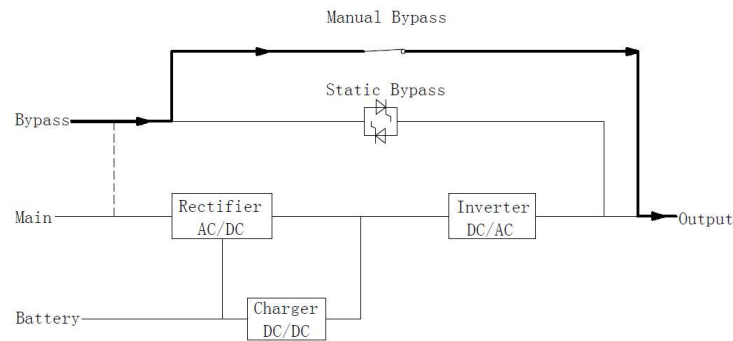 Manual Bypass
Static Bypass
Bypass
Main
Rectifier
AC/DC
Inverter
DC/AC
Output
Battery
Charger
DC/DC